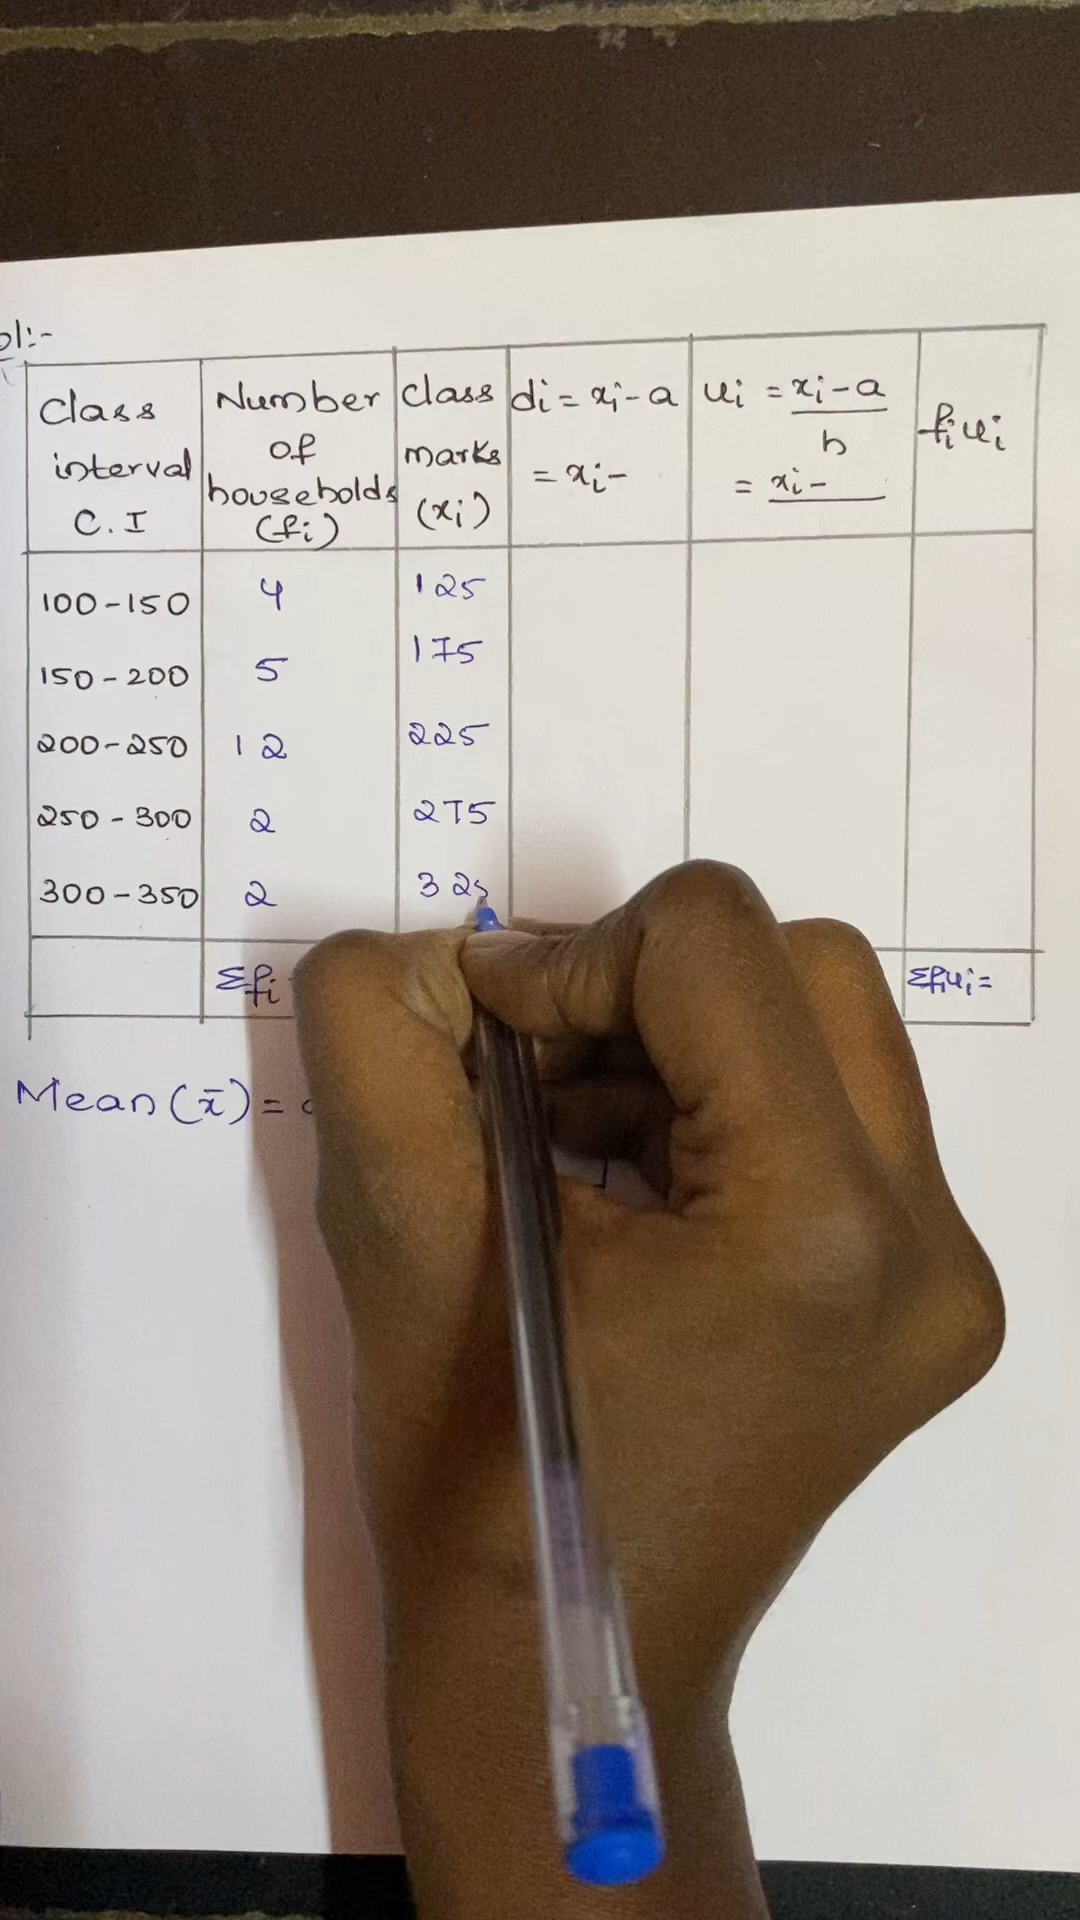 ol:-
Class interval C.I
Number of households (fi)
Class marks (xi)
di = xi - a
= xi -
ui = xi - a / h
= xi -
fiui
100-150 4 125
150-200 5 175
200-250 12 225
250-300 2 275
300-350 2 325
Σfi Σfiui =
Mean (x̄) =